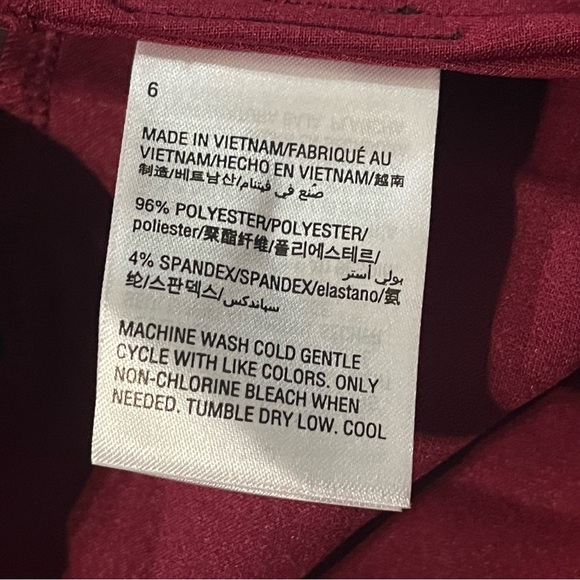 6
MADE IN VIETNAM/FABRIQUÉ AU
VIETNAM/HECHO EN VIETNAM/越南
制造/베트남산/صنع في فيتنام
96% POLYESTER/POLYESTER/
poliester/聚酯纤维/폴리에스테르/
بولي أستر
4% SPANDEX/SPANDEX/elastano/氨
纶/스판덱스/سباندكس
MACHINE WASH COLD GENTLE
CYCLE WITH LIKE COLORS. ONLY
NON-CHLORINE BLEACH WHEN
NEEDED. TUMBLE DRY LOW. COOL